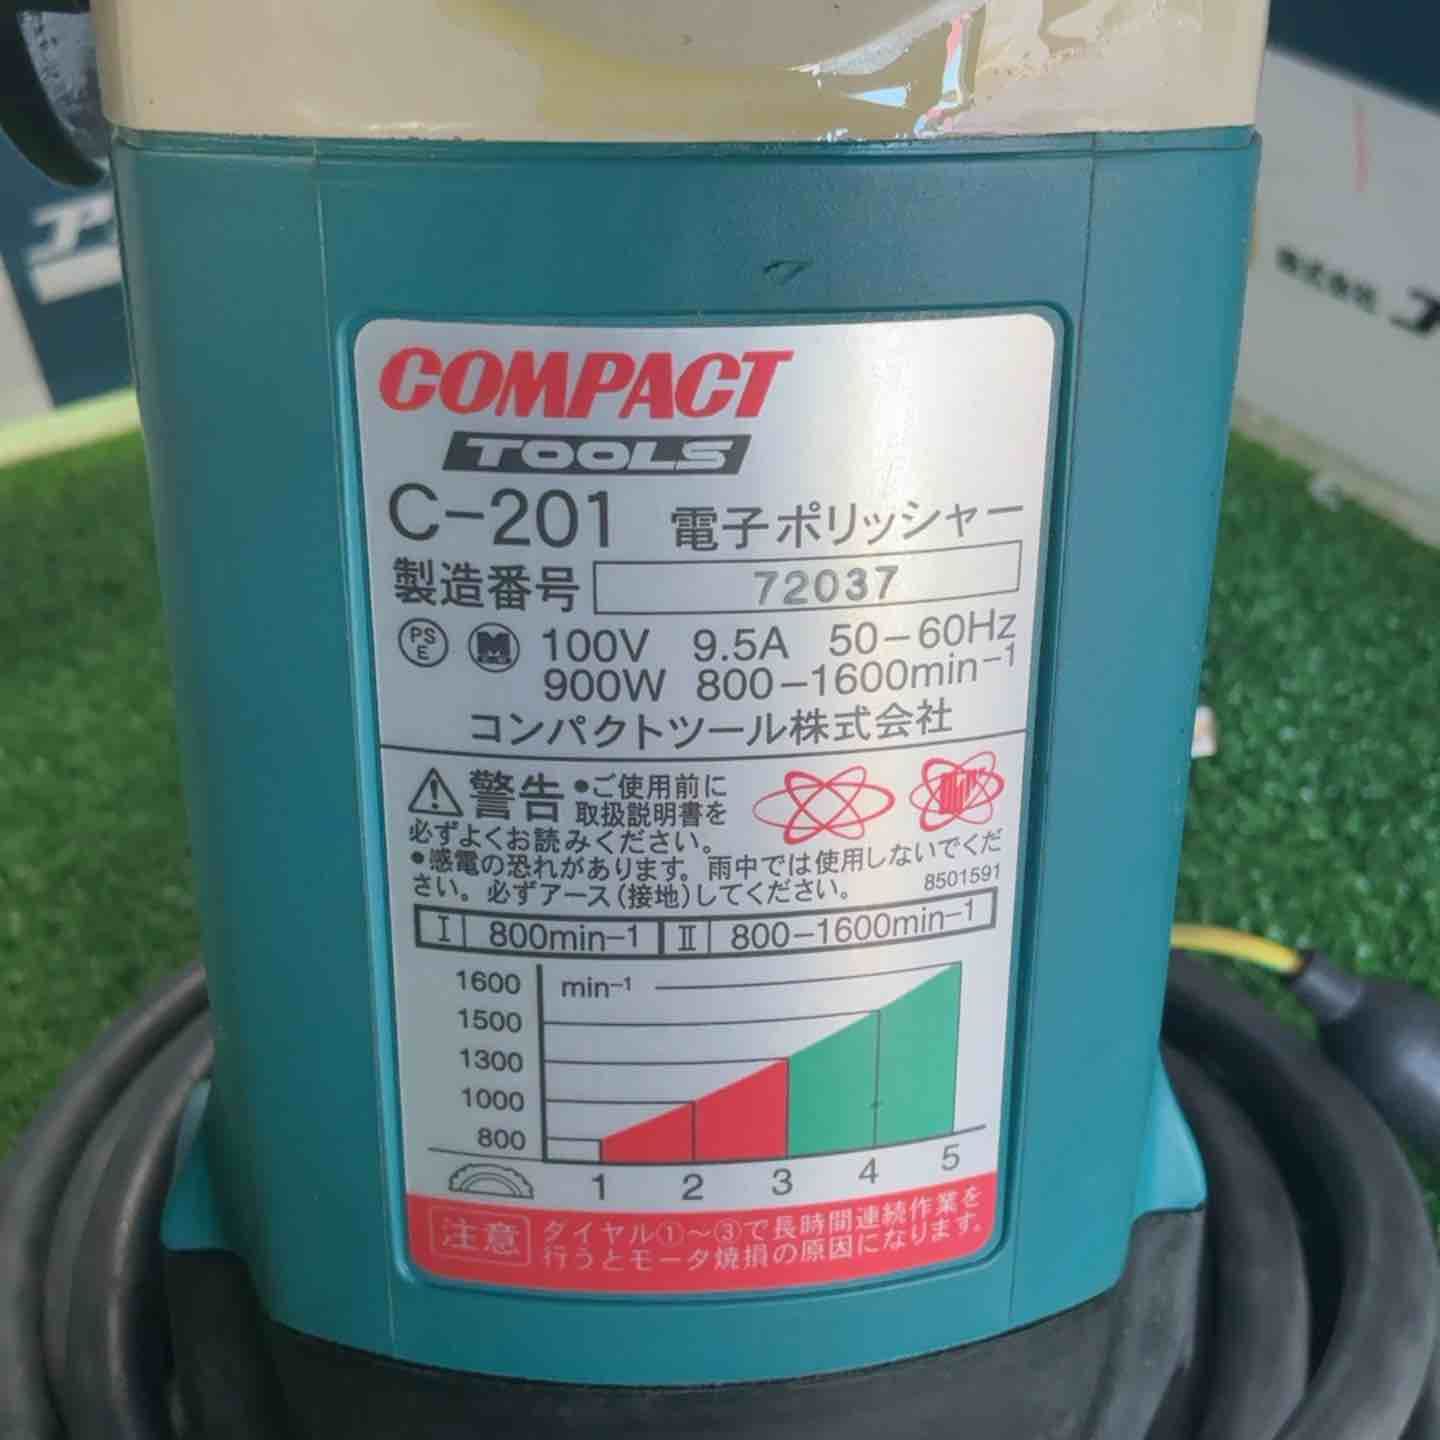 COMPACT
TOOLS
C-201 電子ポリッシャー
製造番号 72037
PSE 100V 9.5A 50-60Hz
900W 800-1600min⁻¹
コンパクトツール株式会社
警告 •ご使用前に
取扱説明書を
必ずよくお読みください。
•感電の恐れがあります。雨中では使用しないでくだ
さい。必ずアース(接地)してください。 8501591
I 800min-1 II 800-1600min-1
1600 min-1
1500
1300
1000
800
1 2 3 4 5
注意 ダイヤル①~③で長時間連続作業を
行うとモータ焼損の原因になります。
株式会社